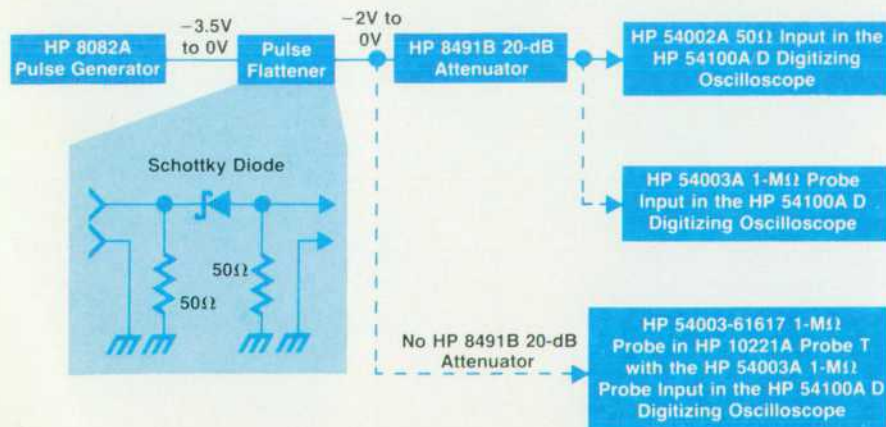 HP 8082A
Pulse Generator
−3.5V
to 0V
Pulse
Flattener
−2V to
0V
HP 8491B 20-dB
Attenuator
HP 54002A 50Ω Input in the
HP 54100A/D Digitizing
Oscilloscope
Schottky Diode
50Ω
50Ω
HP 54003A 1-MΩ Probe
Input in the HP 54100A D
Digitizing Oscilloscope
No HP 8491B 20-dB
Attenuator
HP 54003-61617 1-MΩ
Probe in HP 10221A Probe T
with the HP 54003A 1-MΩ
Probe Input in the HP 54100A D
Digitizing Oscilloscope